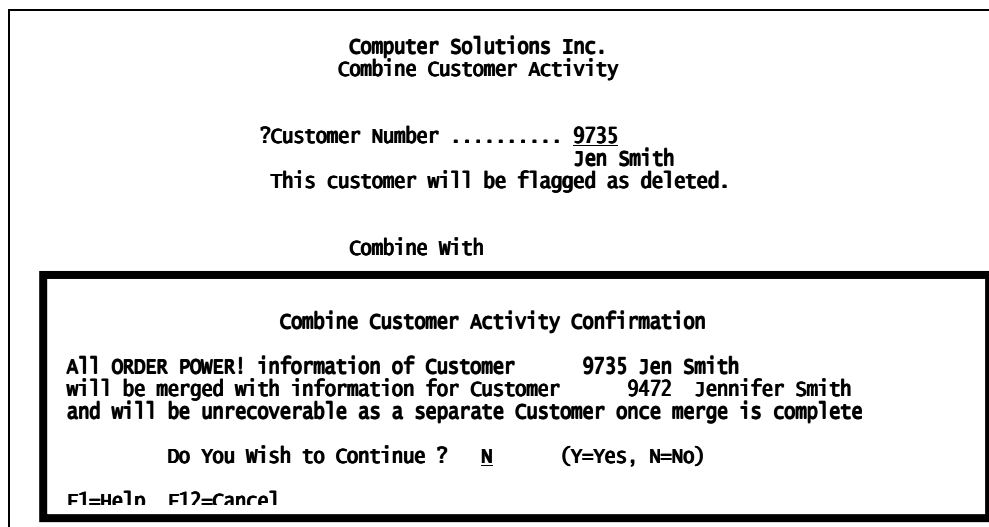 Computer Solutions Inc.
Combine Customer Activity
?Customer Number .......... 9735
Jen Smith
This customer will be flagged as deleted.
Combine With
Combine Customer Activity Confirmation
All ORDER POWER! information of Customer 9735 Jen Smith
will be merged with information for Customer 9472 Jennifer Smith
and will be unrecoverable as a separate Customer once merge is complete
Do You Wish to Continue ? N (Y=Yes, N=No)
F1=Help F12=Cancel